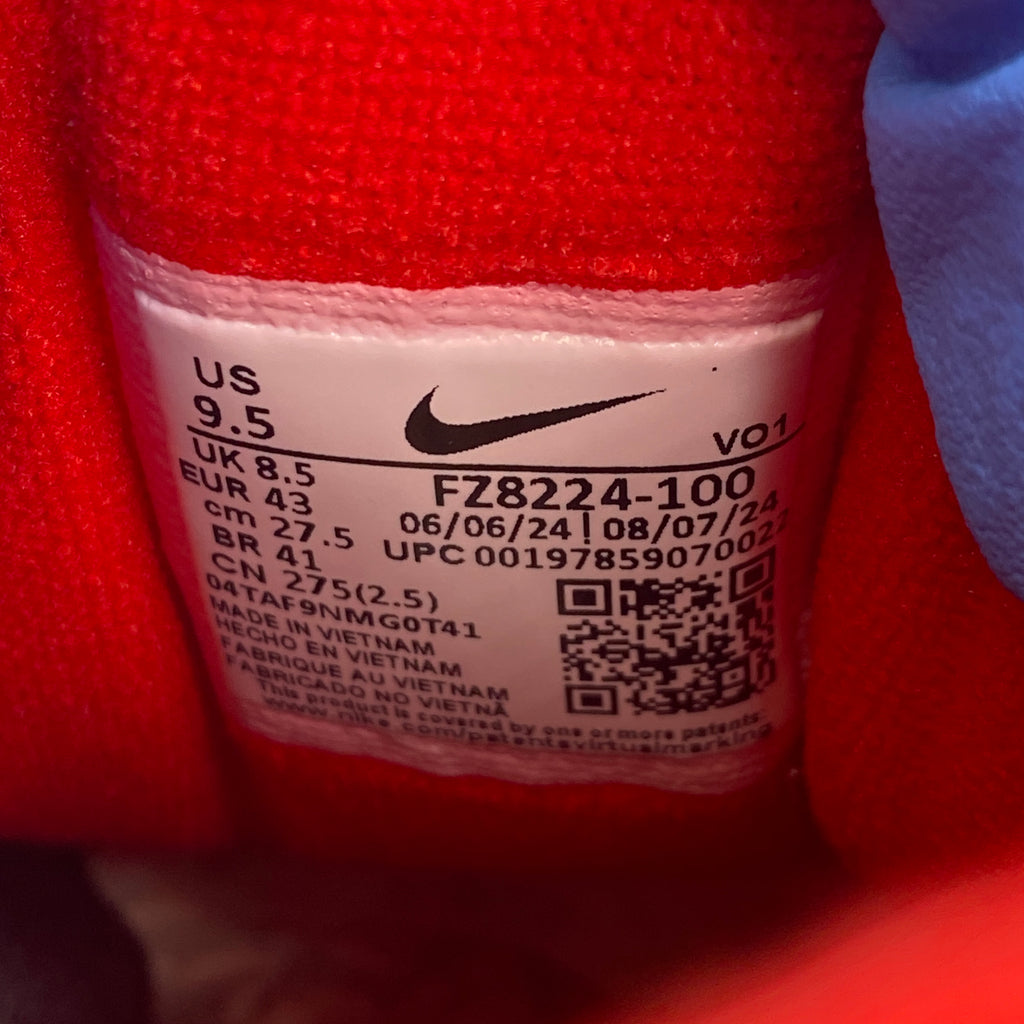 US
9.5
VO1
UK 8.5
EUR 43
cm 27.5
BR 41
CN 275(2.5)
FZ8224-100
06/06/24 | 08/07/24
UPC 00197859070022
04TAF9NMG0T41
MADE IN VIETNAM
HECHO EN VIETNAM
FABRIQUE AU VIETNAM
FABRICADO NO VIETNÃ
This product is covered by one or more patents:
www.nike.com/patentsvirtualmarking